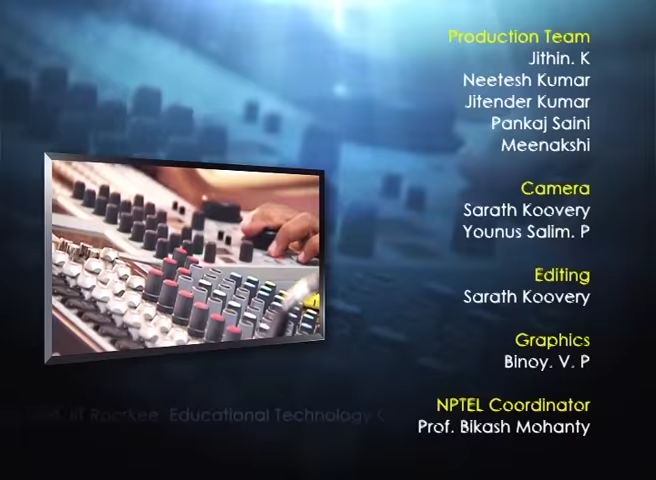 Production Team
Jithin. K
Neetesh Kumar
Jitender Kumar
Pankaj Saini
Meenakshi
Camera
Sarath Koovery
Younus Salim. P
Editing
Sarath Koovery
Graphics
Binoy. V. P
NPTEL Coordinator
Prof. Bikash Mohanty
IIT Roorkee Educational Technology